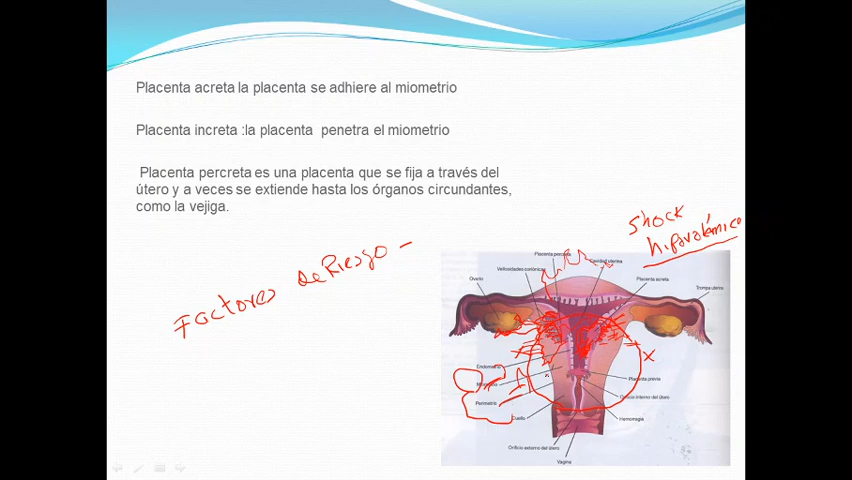 Placenta acreta la placenta se adhiere al miometrio
Placenta increta :la placenta penetra el miometrio
Placenta percreta es una placenta que se fija a través del
útero y a veces se extiende hasta los órganos circundantes,
como la vejiga.
Shock
hipovolémico
Factores de Riesgo -
Placenta percreta
Cavidad uterina
Vellosidades coriónicas
Ovario
Placenta acreta
Trompa uterina
Endometrio
Placenta previa
Perimetrio
Orificio interno del útero
Cuello
Hemorragia
Orificio externo del útero
Vagina